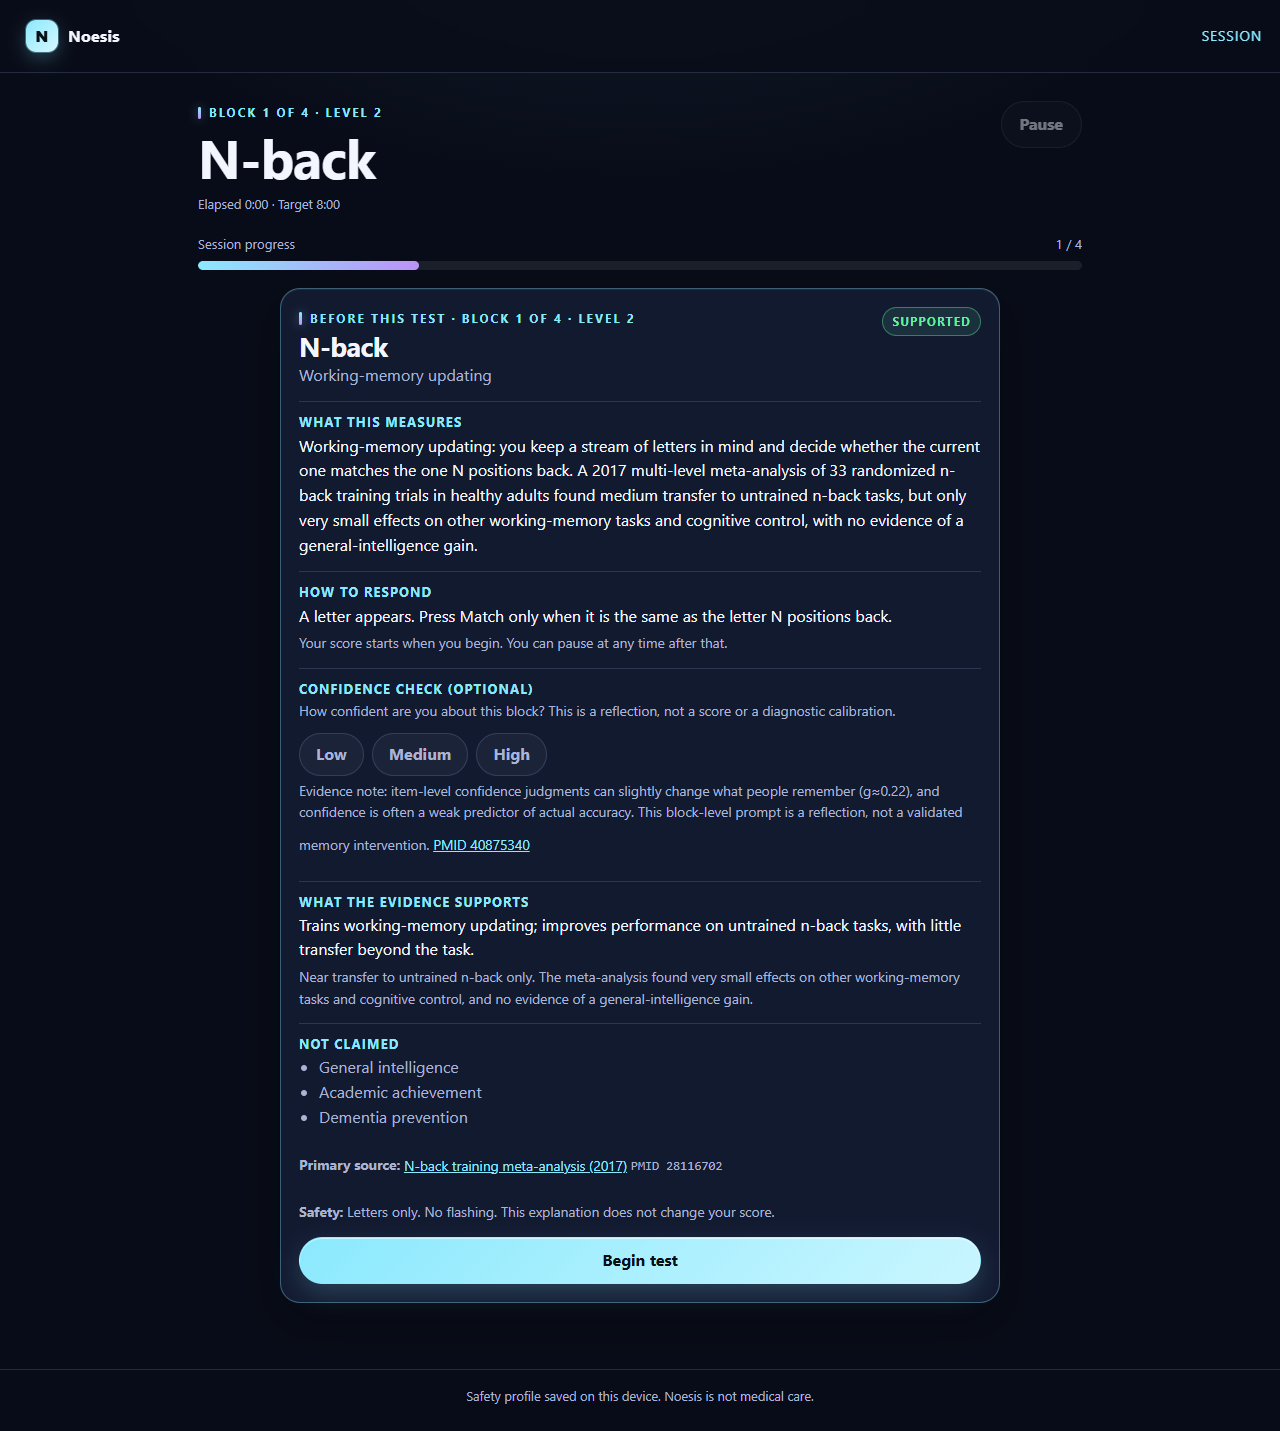 N Noesis
SESSION
BLOCK 1 OF 4 · LEVEL 2
Pause
N-back
Elapsed 0:00 · Target 8:00
Session progress
1 / 4
BEFORE THIS TEST · BLOCK 1 OF 4 · LEVEL 2
SUPPORTED
N-back
Working-memory updating
WHAT THIS MEASURES
Working-memory updating: you keep a stream of letters in mind and decide whether the current
one matches the one N positions back. A 2017 multi-level meta-analysis of 33 randomized n-
back training trials in healthy adults found medium transfer to untrained n-back tasks, but only
very small effects on other working-memory tasks and cognitive control, with no evidence of a
general-intelligence gain.
HOW TO RESPOND
A letter appears. Press Match only when it is the same as the letter N positions back.
Your score starts when you begin. You can pause at any time after that.
CONFIDENCE CHECK (OPTIONAL)
How confident are you about this block? This is a reflection, not a score or a diagnostic calibration.
Low Medium High
Evidence note: item-level confidence judgments can slightly change what people remember (g≈0.22), and
confidence is often a weak predictor of actual accuracy. This block-level prompt is a reflection, not a validated
memory intervention. PMID 40875340
WHAT THE EVIDENCE SUPPORTS
Trains working-memory updating; improves performance on untrained n-back tasks, with little
transfer beyond the task.
Near transfer to untrained n-back only. The meta-analysis found very small effects on other working-memory
tasks and cognitive control, and no evidence of a general-intelligence gain.
NOT CLAIMED
• General intelligence
• Academic achievement
• Dementia prevention
Primary source: N-back training meta-analysis (2017) PMID 28116702
Safety: Letters only. No flashing. This explanation does not change your score.
Begin test
Safety profile saved on this device. Noesis is not medical care.